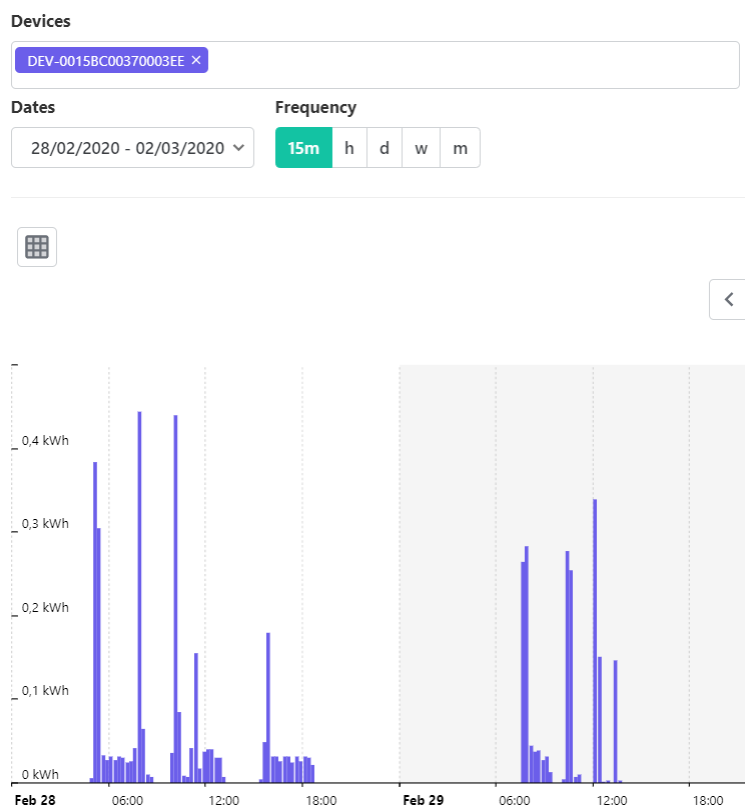 Devices
DEV-0015BC00370003EE ×
Dates
Frequency
28/02/2020 - 02/03/2020
15m h d w m
0,4 kWh
0,3 kWh
0,2 kWh
0,1 kWh
0 kWh
Feb 28 06:00 12:00 18:00 Feb 29 06:00 12:00 18:00